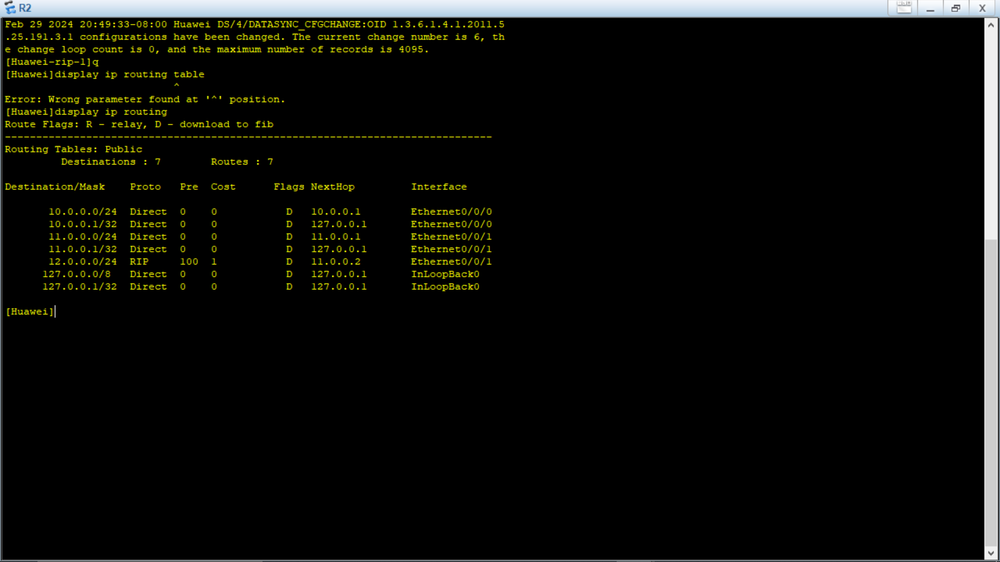 R2
Feb 29 2024 20:49:33-08:00 Huawei DS/4/DATASYNC_CFGCHANGE:OID 1.3.6.1.4.1.2011.5
.25.191.3.1 configurations have been changed. The current change number is 6, th
e change loop count is 0, and the maximum number of records is 4095.
[Huawei-rip-1]q
[Huawei]display ip routing table
^
Error: Wrong parameter found at '^' position.
[Huawei]display ip routing
Route Flags: R - relay, D - download to fib
------------------------------------------------------------------------------
Routing Tables: Public
         Destinations : 7        Routes : 7
Destination/Mask    Proto   Pre  Cost      Flags NextHop         Interface
       10.0.0.0/24  Direct  0    0           D   10.0.0.1        Ethernet0/0/0
       10.0.0.1/32  Direct  0    0           D   127.0.0.1       Ethernet0/0/0
       11.0.0.0/24  Direct  0    0           D   11.0.0.1        Ethernet0/0/1
       11.0.0.1/32  Direct  0    0           D   127.0.0.1       Ethernet0/0/1
       12.0.0.0/24  RIP     100  1           D   11.0.0.2        Ethernet0/0/1
      127.0.0.0/8   Direct  0    0           D   127.0.0.1       InLoopBack0
      127.0.0.1/32  Direct  0    0           D   127.0.0.1       InLoopBack0
[Huawei]